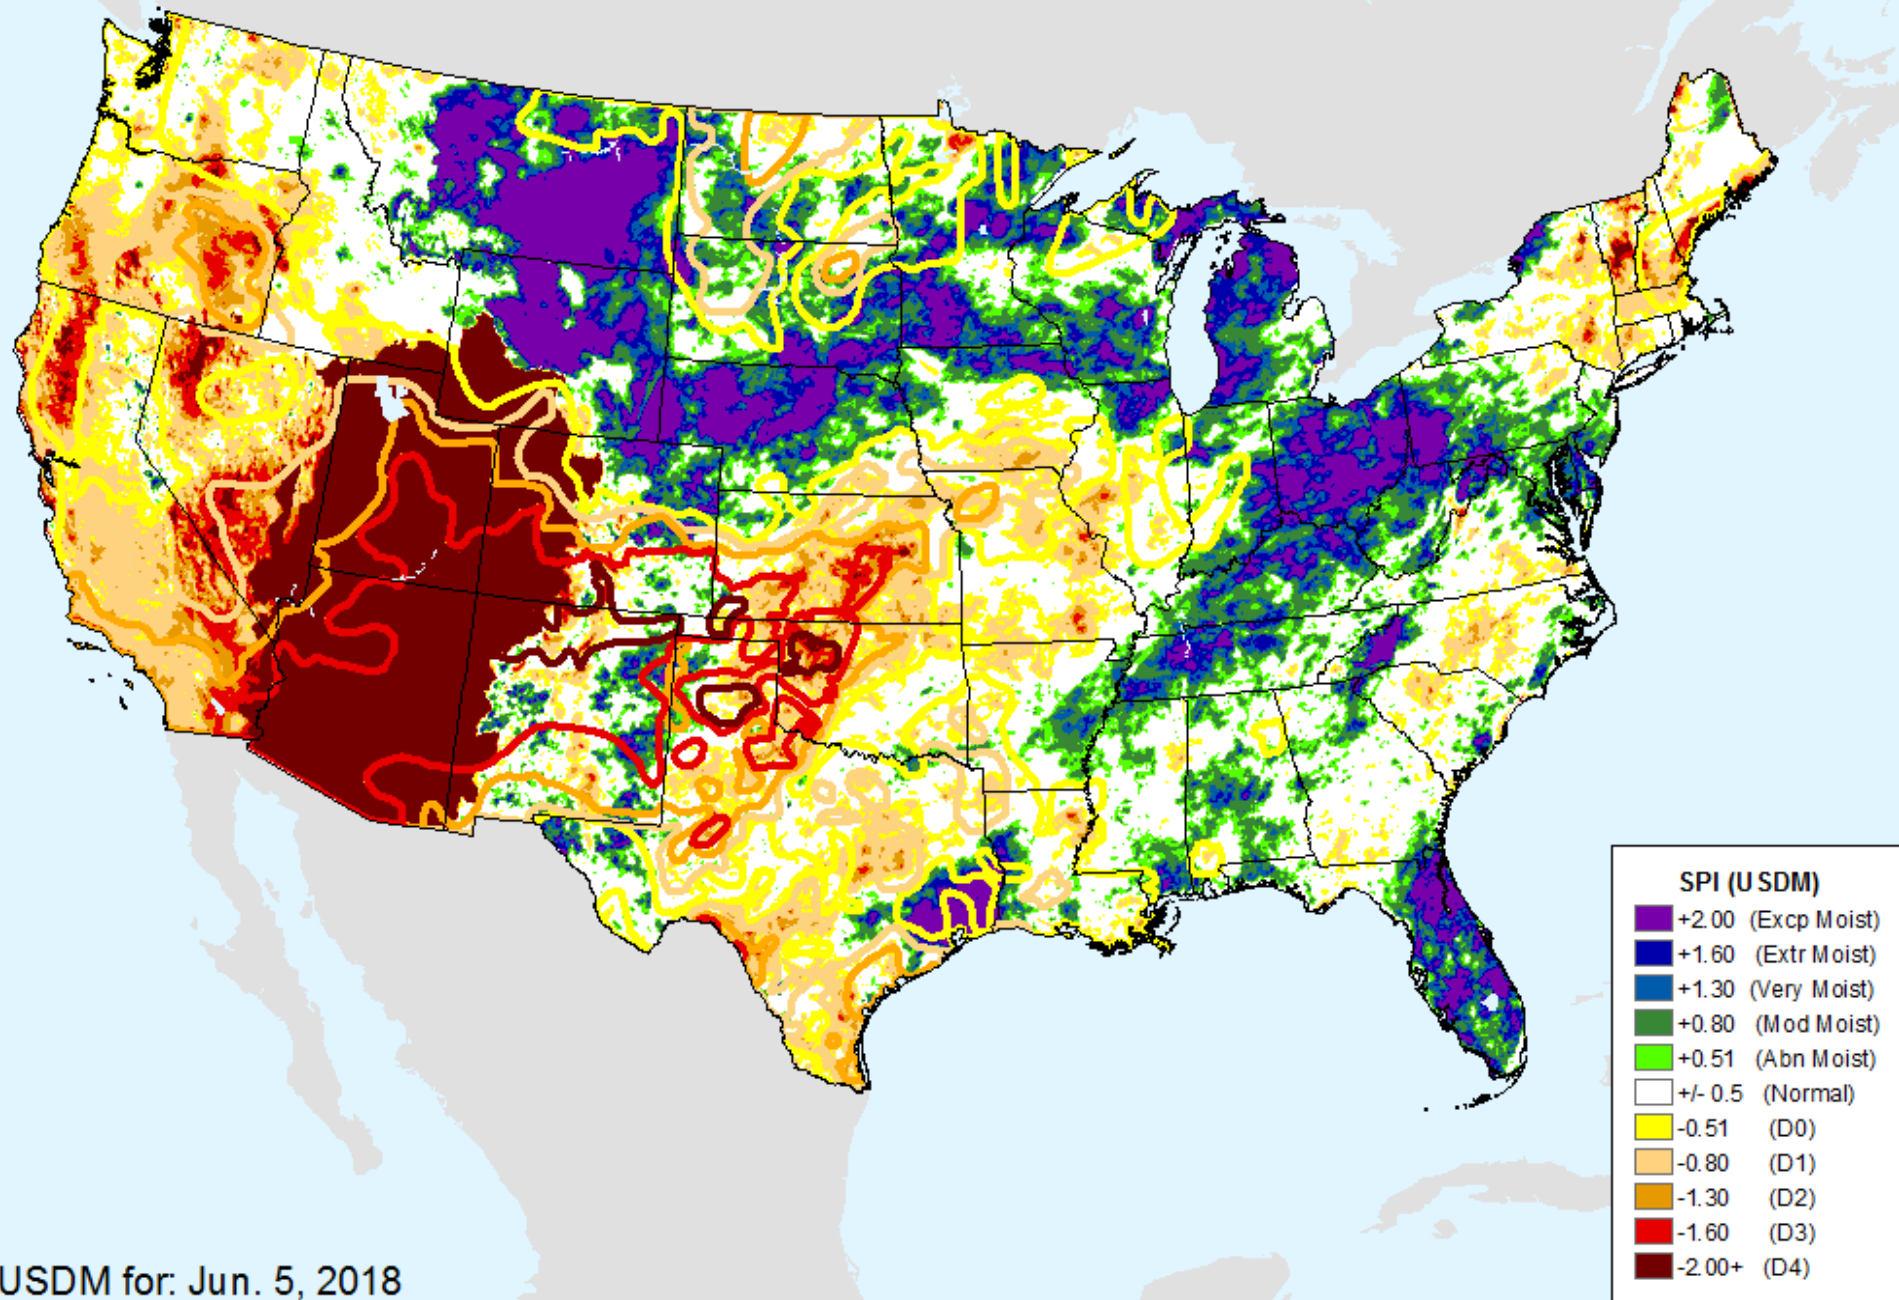 SPI (USDM)
+2.00 (Excp Moist)
+1.60 (Extr Moist)
+1.30 (Very Moist)
+0.80 (Mod Moist)
+0.51 (Abn Moist)
+/- 0.5 (Normal)
-0.51 (D0)
-0.80 (D1)
-1.30 (D2)
-1.60 (D3)
-2.00+ (D4)
USDM for: Jun. 5, 2018